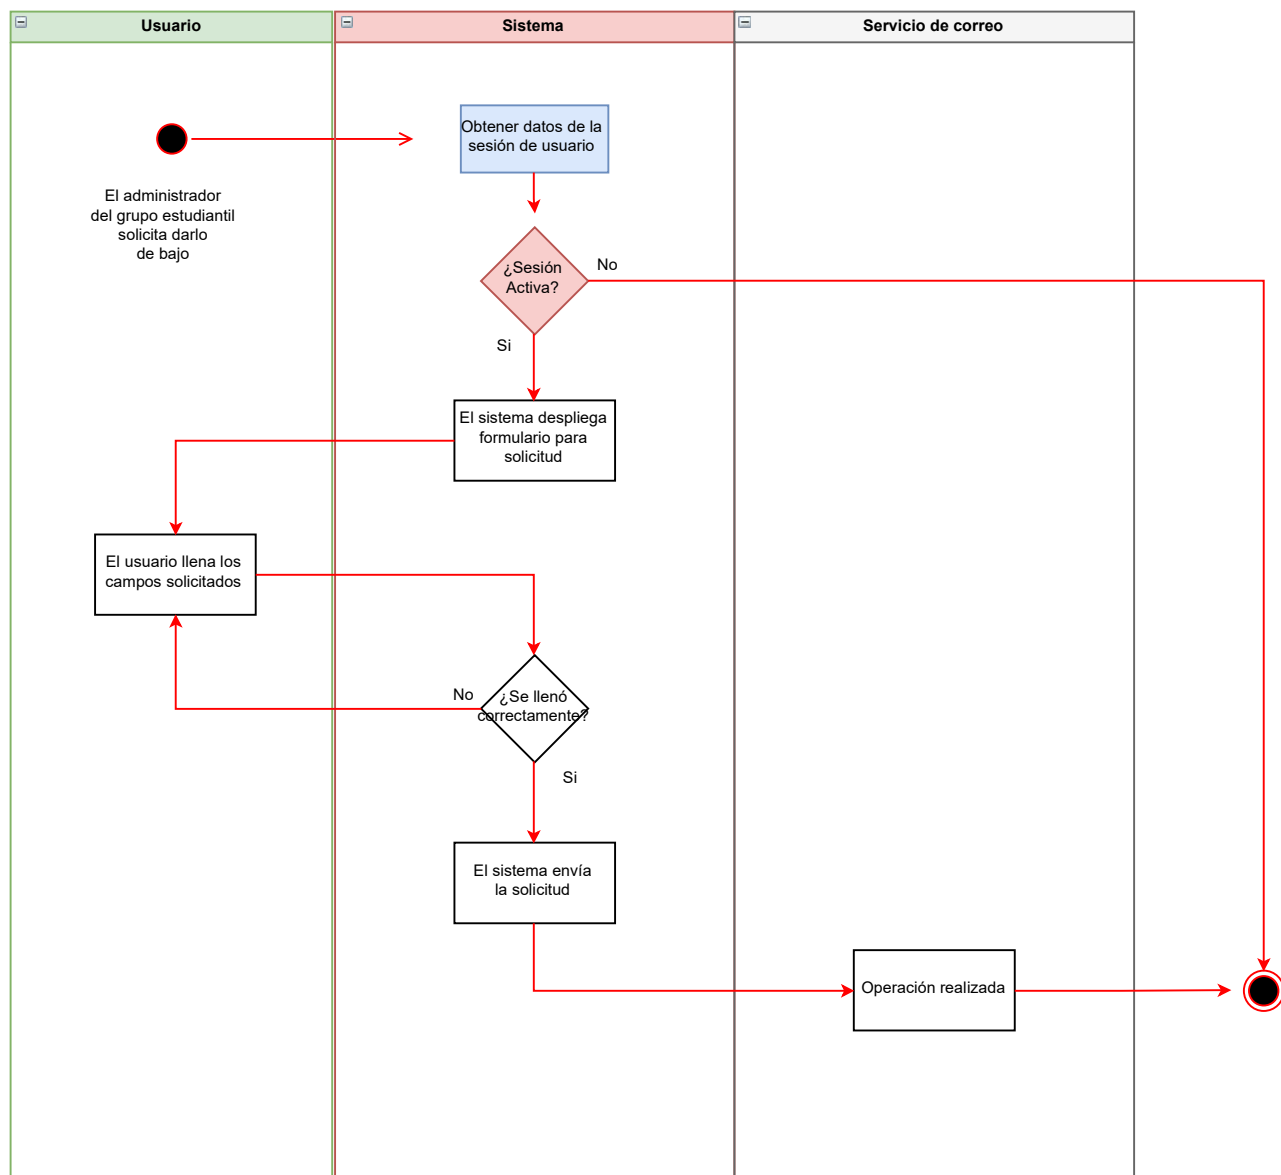 Usuario
Sistema
Servicio de correo
Obtener datos de la
sesión de usuario
El administrador
del grupo estudiantil
solicita darlo
de bajo
¿Sesión
Activa?
No
Si
El sistema despliega
formulario para
solicitud
El usuario llena los
campos solicitados
¿Se llenó
correctamente?
No
Si
El sistema envía
la solicitud
Operación realizada